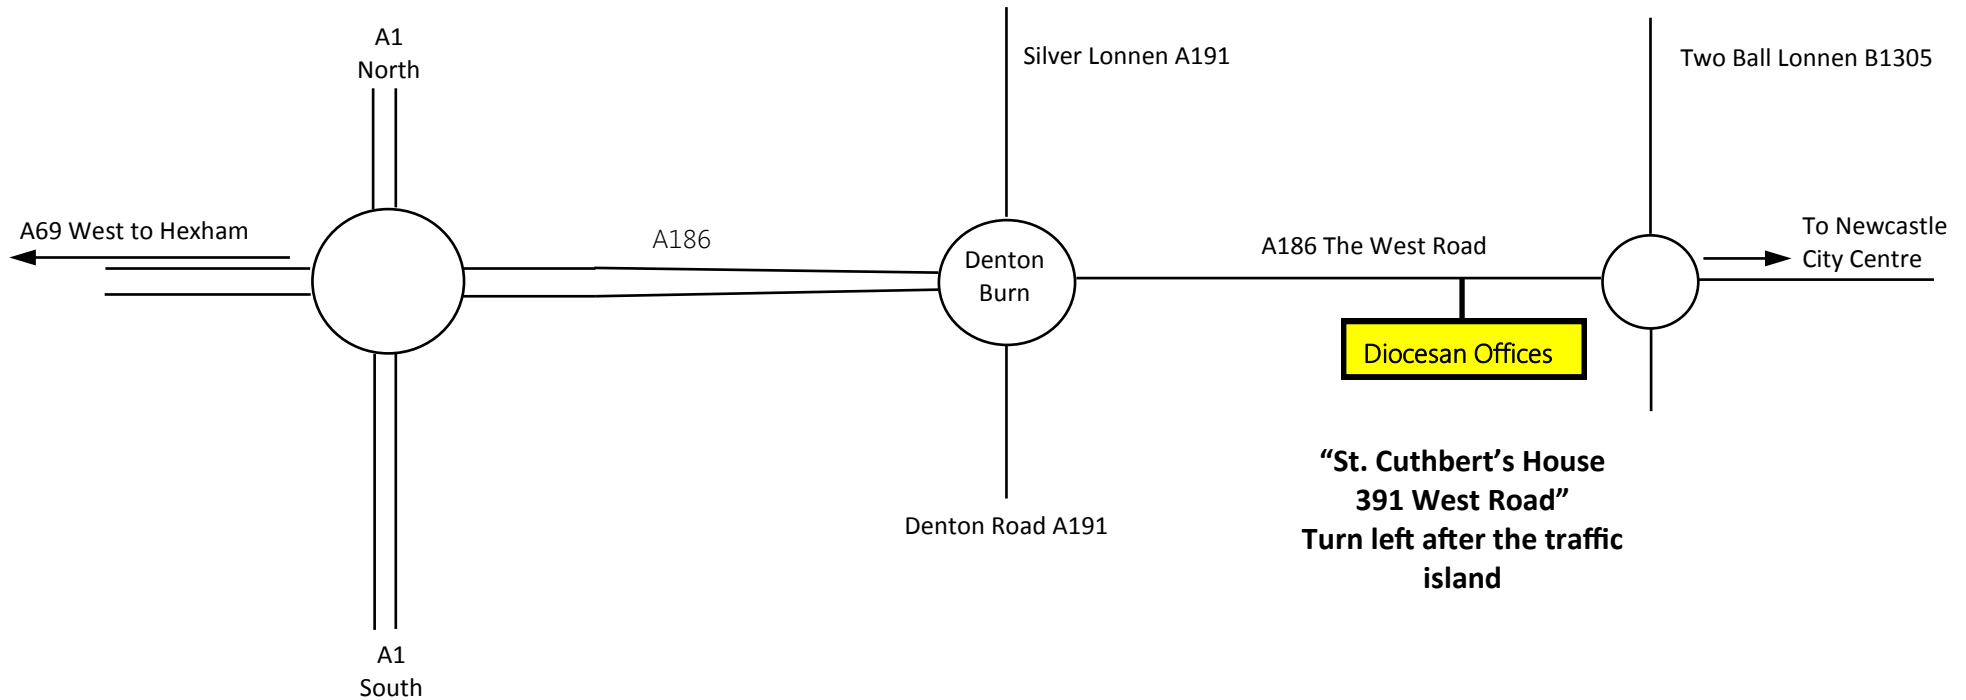 A1
North
Silver Lonnen A191
Two Ball Lonnen B1305
A69 West to Hexham
A186
Denton
Burn
A186 The West Road
To Newcastle
City Centre
Diocesan Offices
“St. Cuthbert’s House
391 West Road”
Turn left after the traffic
island
Denton Road A191
A1
South